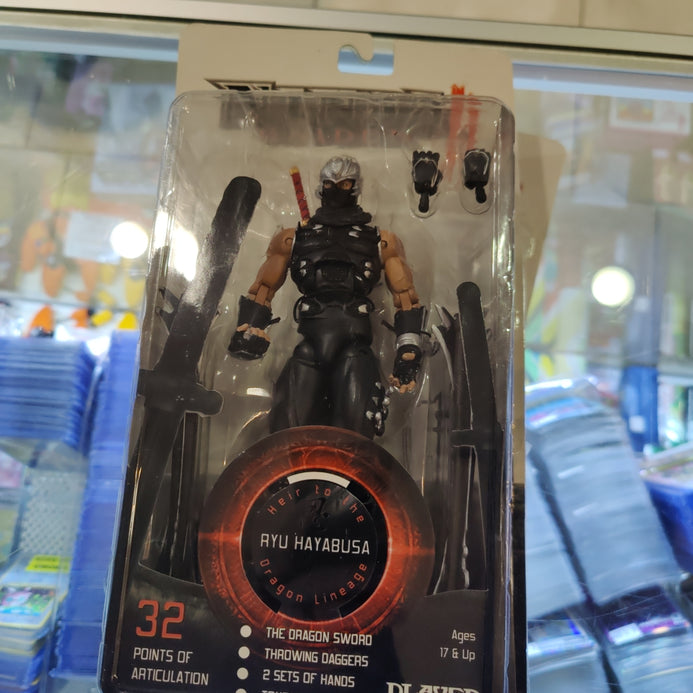 Heir to the
RYU HAYABUSA
Dragon Lineage
32
POINTS OF
ARTICULATION
THE DRAGON SWORD
THROWING DAGGERS
2 SETS OF HANDS
Ages
17 & Up
PLAYER